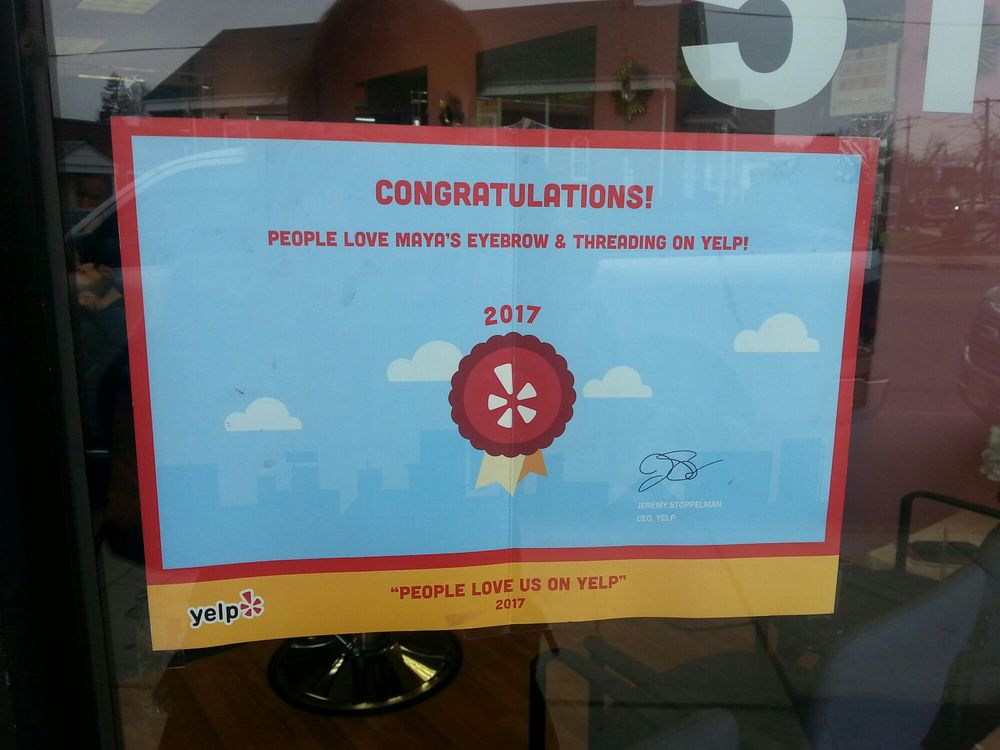 31
CONGRATULATIONS!
PEOPLE LOVE MAYA'S EYEBROW & THREADING ON YELP!
2017
JEREMY STOPPELMAN
CEO, YELP
"PEOPLE LOVE US ON YELP"
2017
yelp